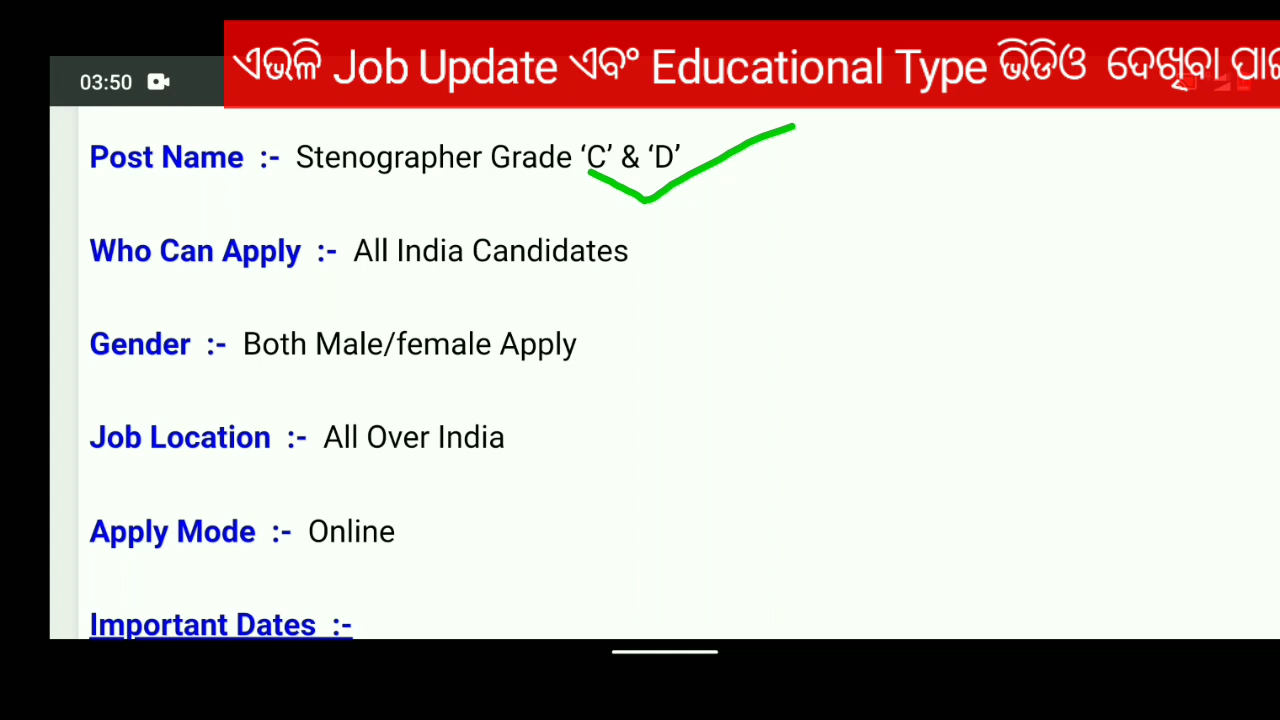 ଏଭଳି Job Update ଏବଂ Educational Type ଭିଡିଓ ଦେଖିବା
03:50
Post Name :- Stenographer Grade ‘C’ & ‘D’
Who Can Apply :- All India Candidates
Gender :- Both Male/female Apply
Job Location :- All Over India
Apply Mode :- Online
Important Dates :-